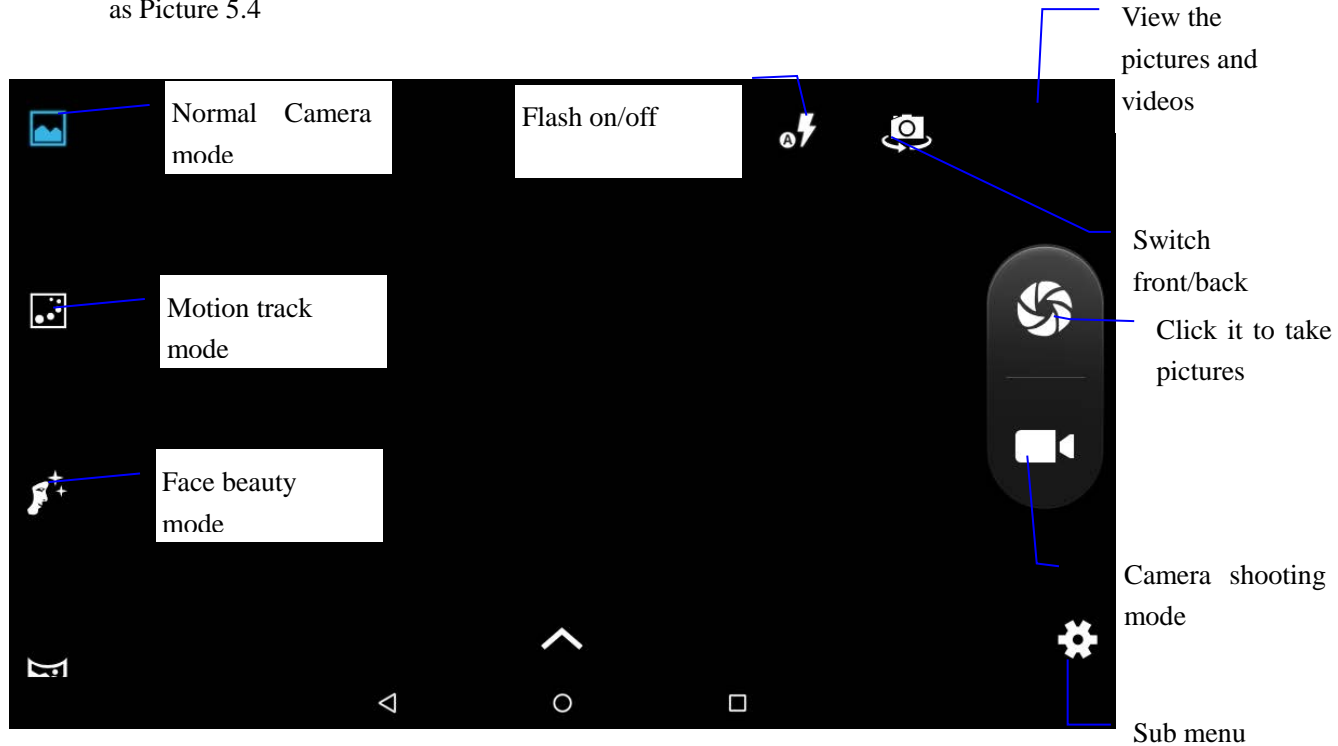 as Picture 5.4
View the
pictures and
videos
Normal Camera
mode
Flash on/off
A
Switch
front/back
Motion track
mode
Click it to take
pictures
Face beauty
mode
Camera shooting
mode
Sub menu